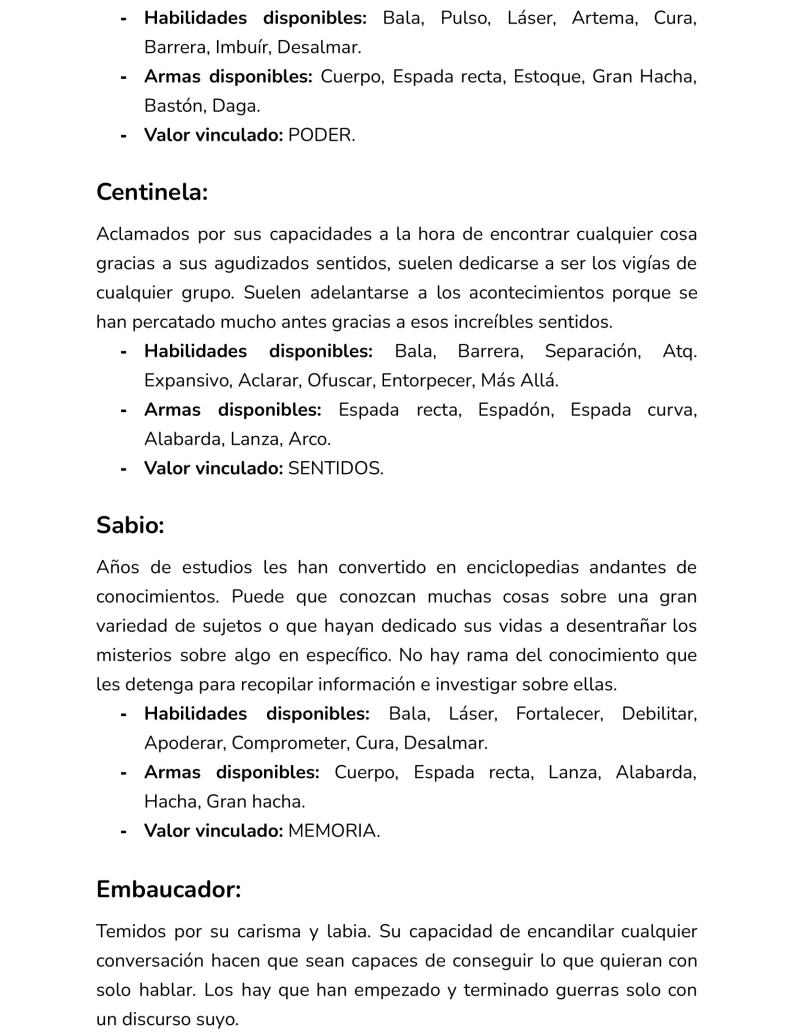 - Habilidades disponibles: Bala, Pulso, Láser, Artema, Cura,
Barrera, Imbuír, Desalmar.
- Armas disponibles: Cuerpo, Espada recta, Estoque, Gran Hacha,
Bastón, Daga.
- Valor vinculado: PODER.
Centinela:
Aclamados por sus capacidades a la hora de encontrar cualquier cosa
gracias a sus agudizados sentidos, suelen dedicarse a ser los vigías de
cualquier grupo. Suelen adelantarse a los acontecimientos porque se
han percatado mucho antes gracias a esos increíbles sentidos.
- Habilidades disponibles: Bala, Barrera, Separación, Atq.
Expansivo, Aclarar, Ofuscar, Entorpecer, Más Allá.
- Armas disponibles: Espada recta, Espadón, Espada curva,
Alabarda, Lanza, Arco.
- Valor vinculado: SENTIDOS.
Sabio:
Años de estudios les han convertido en enciclopedias andantes de
conocimientos. Puede que conozcan muchas cosas sobre una gran
variedad de sujetos o que hayan dedicado sus vidas a desentrañar los
misterios sobre algo en específico. No hay rama del conocimiento que
les detenga para recopilar información e investigar sobre ellas.
- Habilidades disponibles: Bala, Láser, Fortalecer, Debilitar,
Apoderar, Comprometer, Cura, Desalmar.
- Armas disponibles: Cuerpo, Espada recta, Lanza, Alabarda,
Hacha, Gran hacha.
- Valor vinculado: MEMORIA.
Embaucador:
Temidos por su carisma y labia. Su capacidad de encandilar cualquier
conversación hacen que sean capaces de conseguir lo que quieran con
solo hablar. Los hay que han empezado y terminado guerras solo con
un discurso suyo.